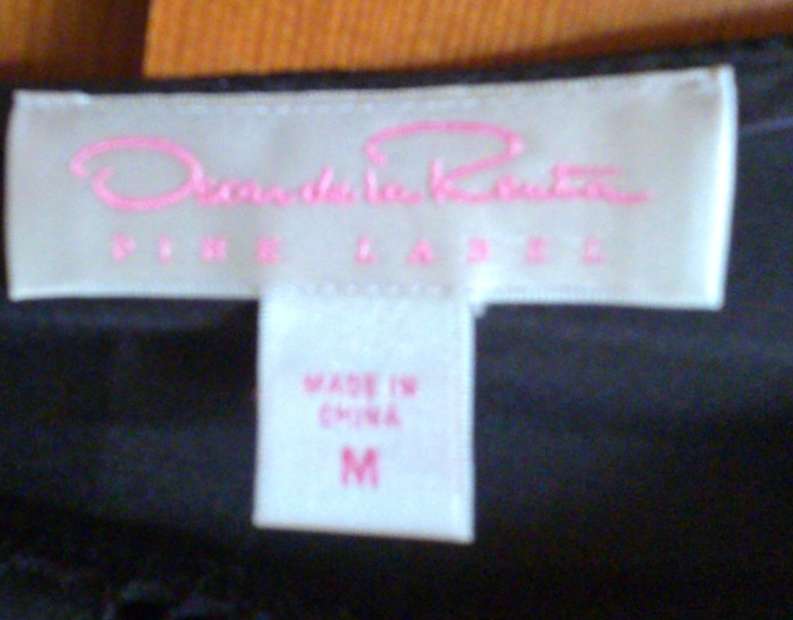 Oscar de la Renta
PINK LABEL
MADE IN
CHINA
M